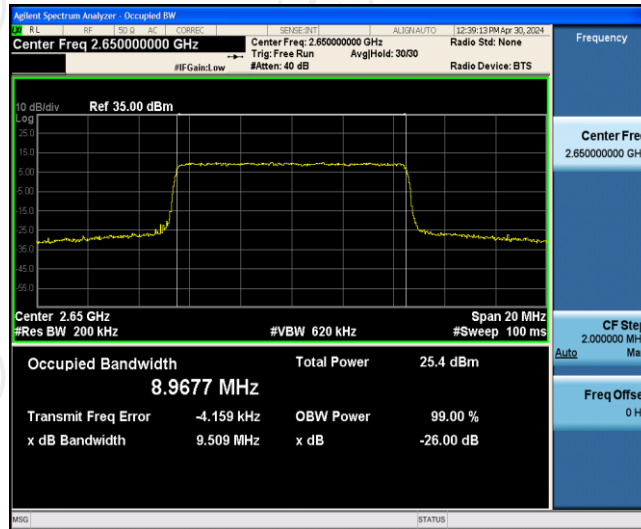 Agilent Spectrum Analyzer - Occupied BW
RL RF 50 Ω AC CORREC SENSE:INT ALIGNAUTO 12:39:13 PM Apr 30, 2024
Center Freq 2.650000000 GHz
Center Freq: 2.650000000 GHz
Radio Std: None
Trig: Free Run Avg|Hold: 30/30
#IFGain:Low #Atten: 40 dB Radio Device: BTS
Frequency
10 dB/div Ref 35.00 dBm
Log
25.0
15.0
5.00
-5.00
-15.0
-25.0
-35.0
-45.0
-55.0
Center 2.65 GHz Span 20 MHz
#Res BW 200 kHz #VBW 620 kHz #Sweep 100 ms
Occupied Bandwidth Total Power 25.4 dBm
8.9677 MHz
Transmit Freq Error -4.159 kHz OBW Power 99.00 %
x dB Bandwidth 9.509 MHz x dB -26.00 dB
Center Fre
2.650000000 GH
CF Ste
2.000000 MH
Auto Ma
Freq Offse
0 H
MSG STATUS